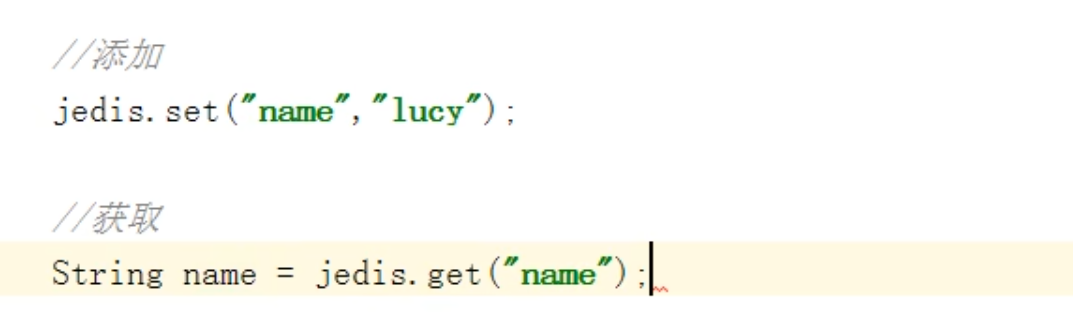 //添加
jedis.set("name","lucy");
//获取
String name = jedis.get("name");